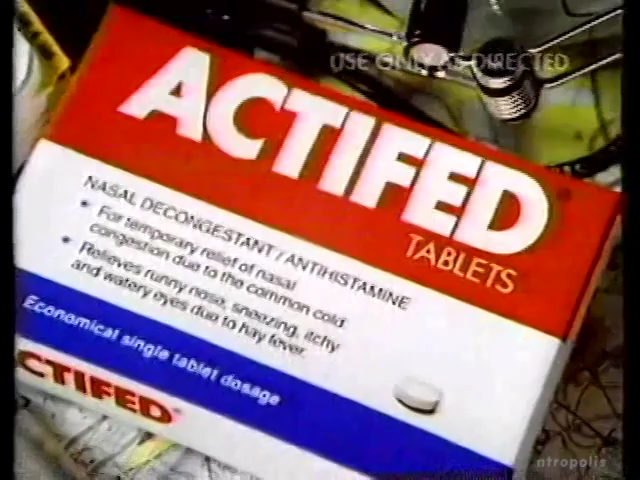 USE ONLY AS DIRECTED
ACTIFED
TABLETS
NASAL DECONGESTANT / ANTIHISTAMINE
• For temporary relief of nasal
congestion due to the common cold.
• Relieves runny nose, sneezing, itchy
and watery eyes due to hay fever.
Economical single tablet dosage
CTIFED
ntropolis